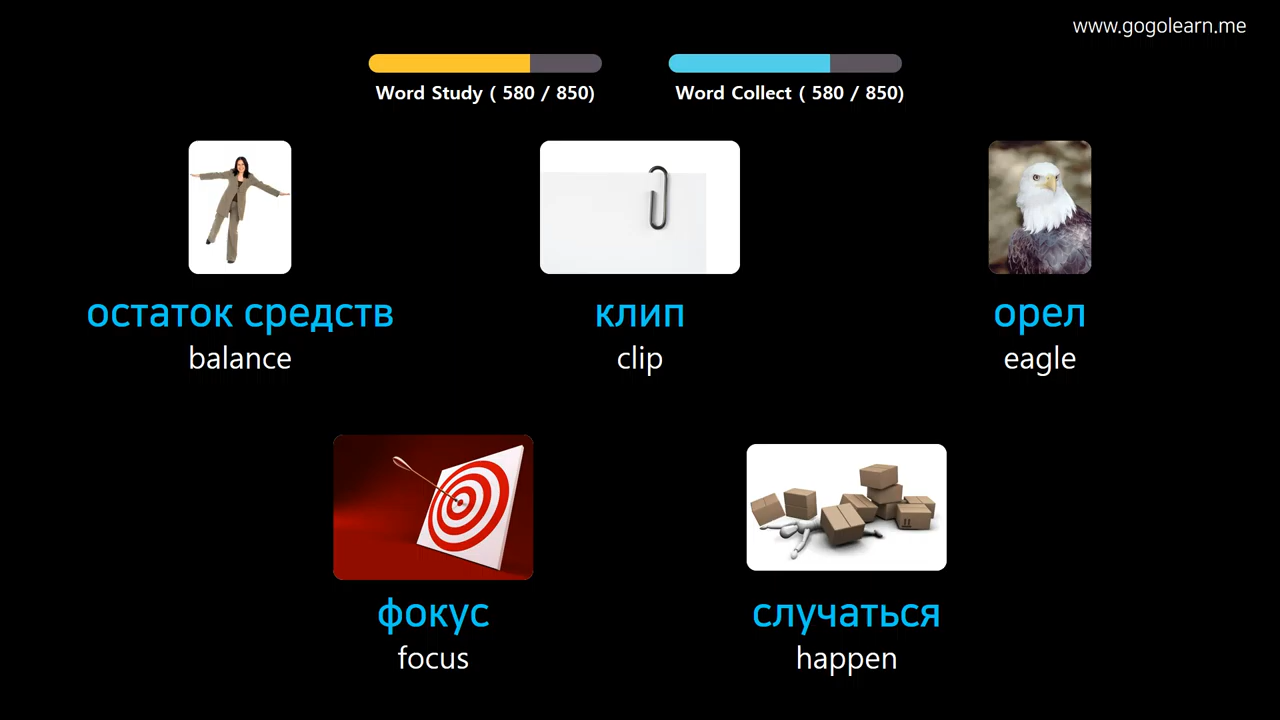 www.gogolearn.me
Word Study ( 580 / 850)
Word Collect ( 580 / 850)
остаток средств
balance
клип
clip
орел
eagle
фокус
focus
случаться
happen